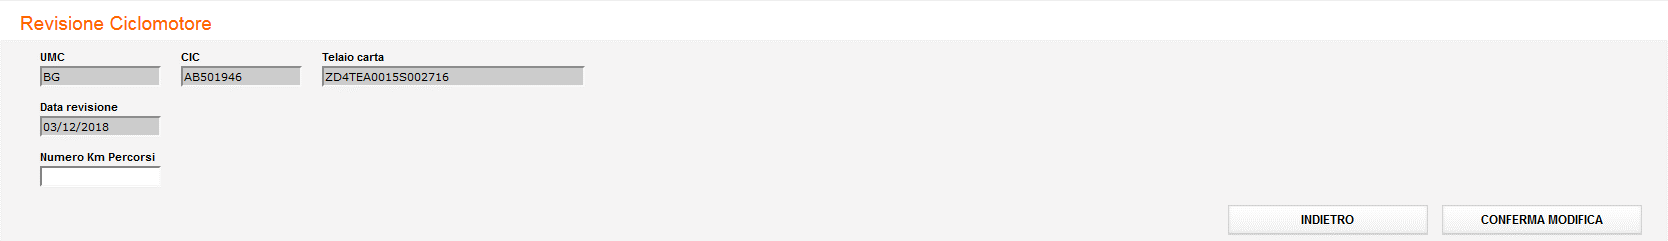 Revisione Ciclomotore
UMC CIC Telaio carta
BG AB501946 ZD4TEA0015S002716
Data revisione
03/12/2018
Numero Km Percorsi
INDIETRO CONFERMA MODIFICA